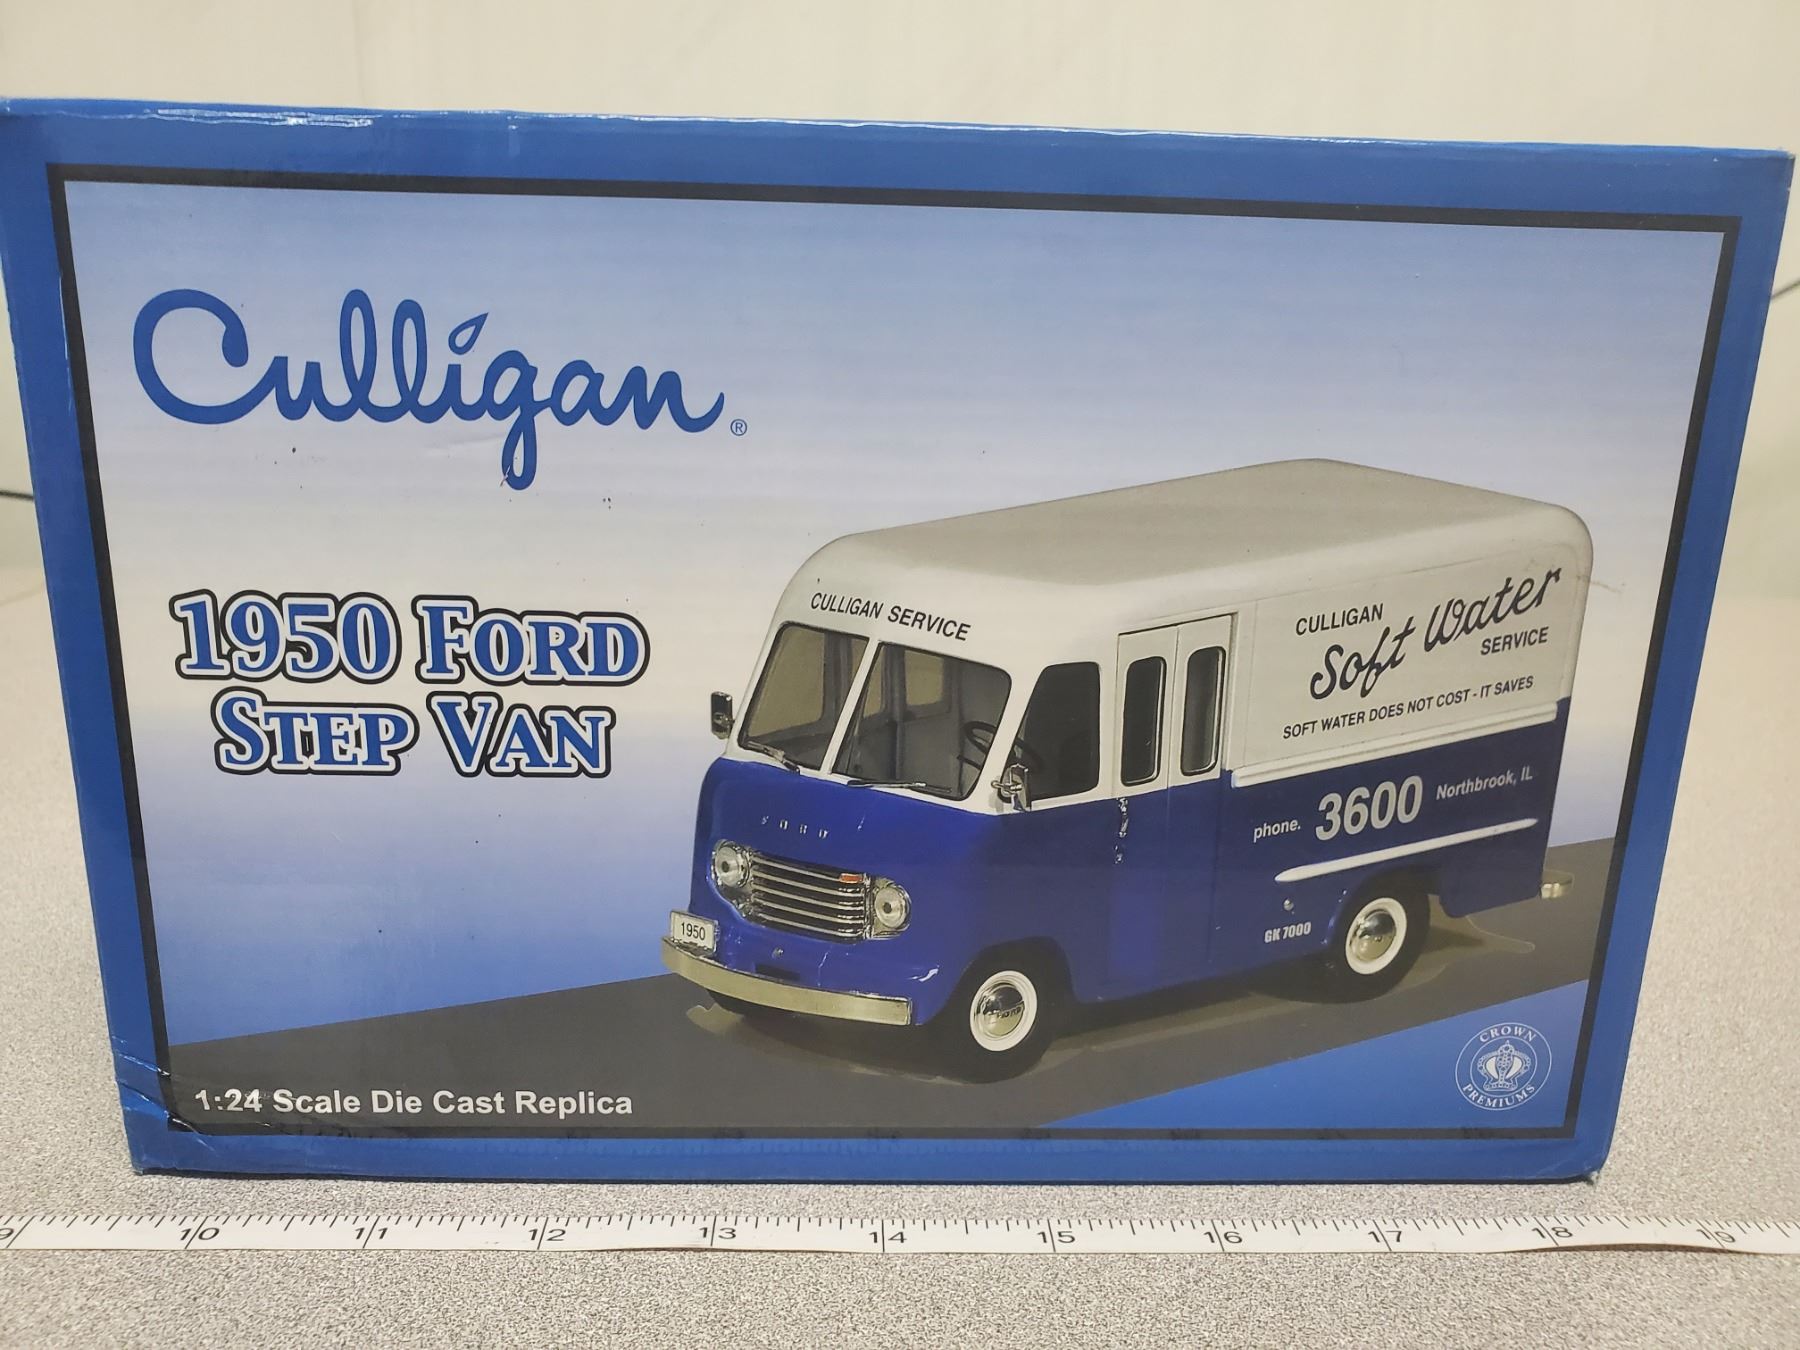 Culligan®
1950 FORD
STEP VAN
CULLIGAN SERVICE
CULLIGAN
Soft Water
SERVICE
SOFT WATER DOES NOT COST - IT SAVES
phone. 3600 Northbrook, IL
FORD
1950
GK 7000
CROWN
PREMIUMS
1:24 Scale Die Cast Replica
9 10 11 12 13 14 15 16 17 18 19